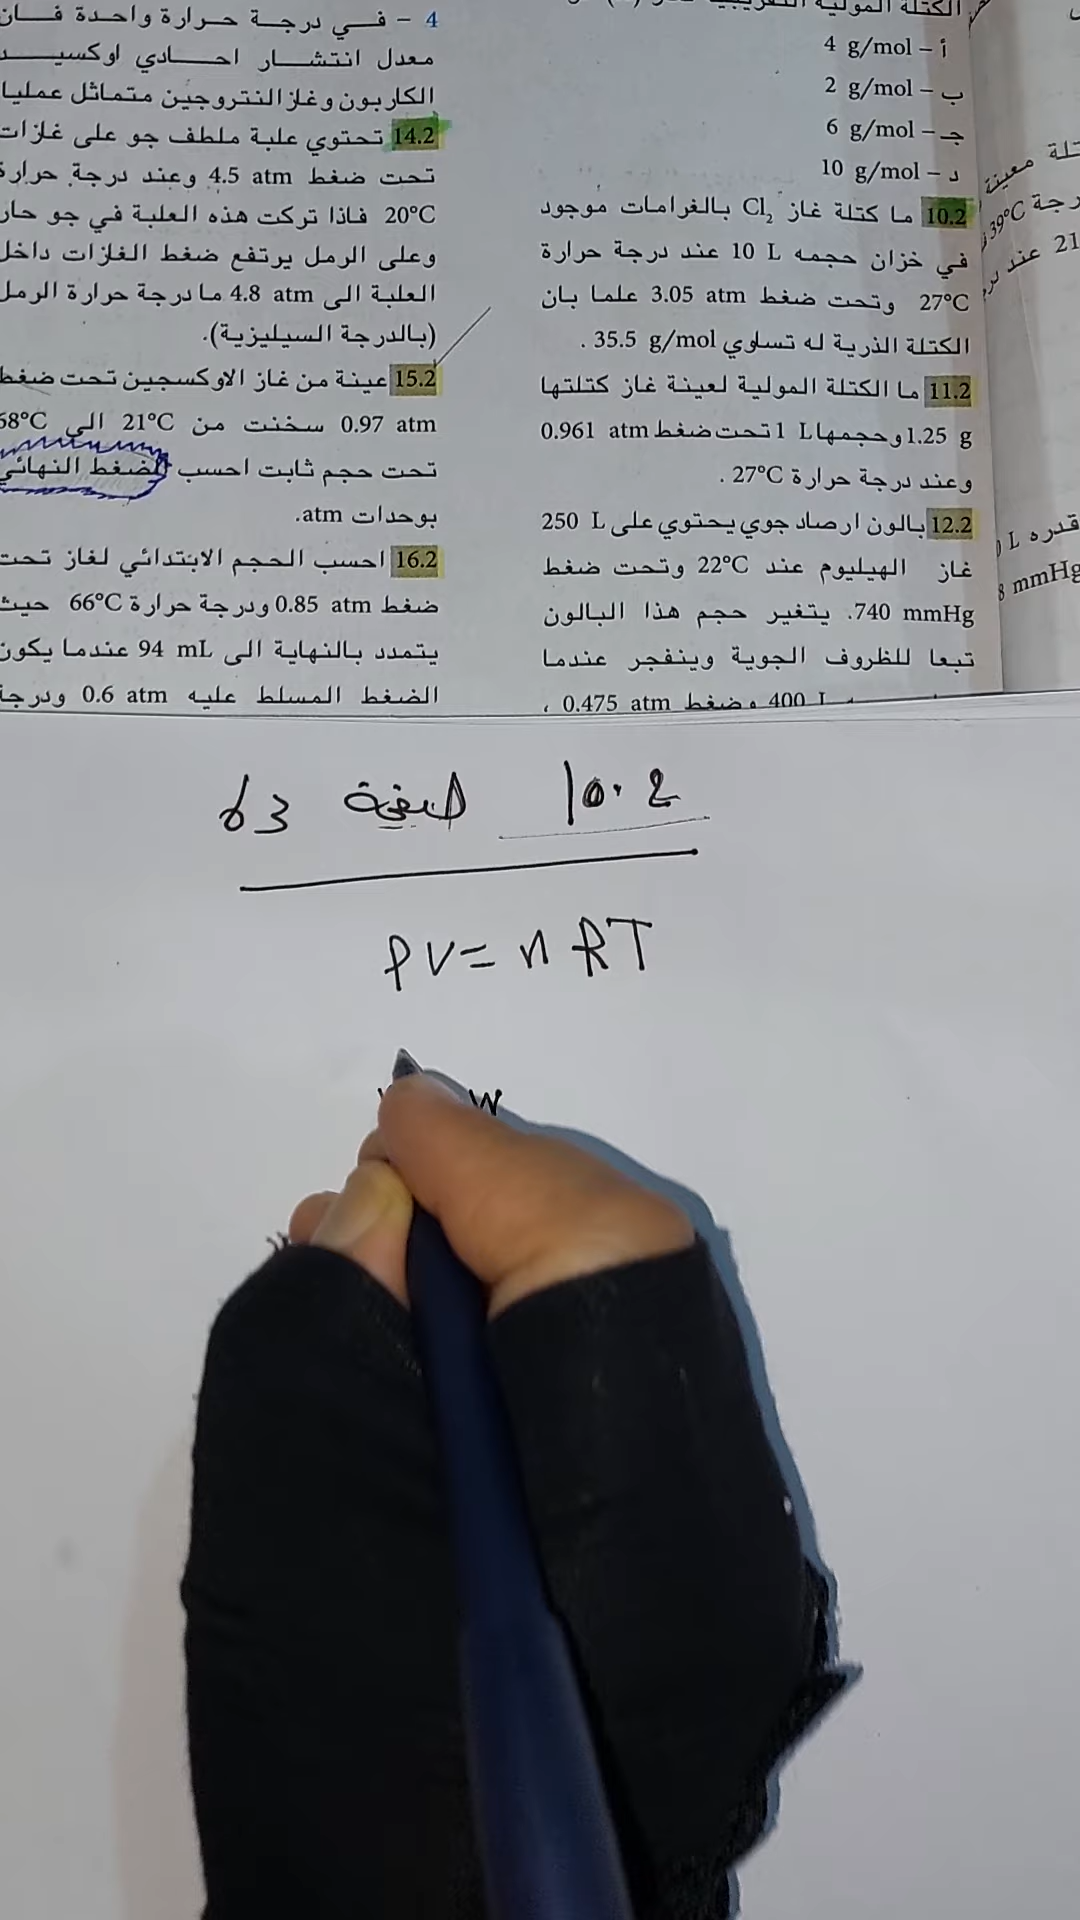 أ – 4 g/mol
ب – 2 g/mol
جـ – 6 g/mol
د – 10 g/mol
10.2 ما كتلة غاز Cl₂ بالغرامات موجود
في خزان حجمه 10 L عند درجة حرارة
27°C وتحت ضغط 3.05 atm علما بان
الكتلة الذرية له تساوي 35.5 g/mol .
11.2 ما الكتلة المولية لعينة غاز كتلتها
1.25 g وحجمها 1 L تحت ضغط 0.961 atm
وعند درجة حرارة 27°C .
12.2 بالون ارصاد جوي يحتوي على 250 L
غاز الهيليوم عند 22°C وتحت ضغط
740 mmHg. يتغير حجم هذا البالون
تبعا للظروف الجوية وينفجر عندما
400 L وضغط 0.475 atm ،
4 – في درجة حرارة واحدة فان
معدل انتشار احادي اوكسيد
الكاربون وغاز النتروجين متماثل عمليا
14.2 تحتوي علبة ملطف جو على غازات
تحت ضغط 4.5 atm وعند درجة حرارة
20°C فاذا تركت هذه العلبة في جو حار
وعلى الرمل يرتفع ضغط الغازات داخل
العلبة الى 4.8 atm ما درجة حرارة الرمل
(بالدرجة السيليزية).
15.2 عينة من غاز الاوكسجين تحت ضغط
0.97 atm سخنت من 21°C الى 68°C
تحت حجم ثابت احسب الضغط النهائي
بوحدات atm.
16.2 احسب الحجم الابتدائي لغاز تحت
ضغط 0.85 atm ودرجة حرارة 66°C حيث
يتمدد بالنهاية الى 94 mL عندما يكون
الضغط المسلط عليه 0.6 atm ودرجة
معينة
39°C
21 عند
قدره L
mmHg
10.2 الصفحة 63
PV = nRT
W